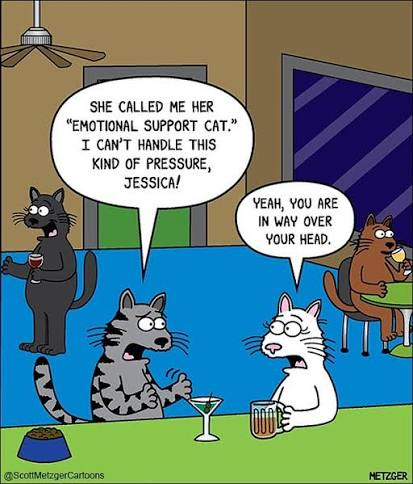 SHE CALLED ME HER
"EMOTIONAL SUPPORT CAT."
I CAN'T HANDLE THIS
KIND OF PRESSURE,
JESSICA!
YEAH, YOU ARE
IN WAY OVER
YOUR HEAD.
@ScottMetzgerCartoons
METZGER